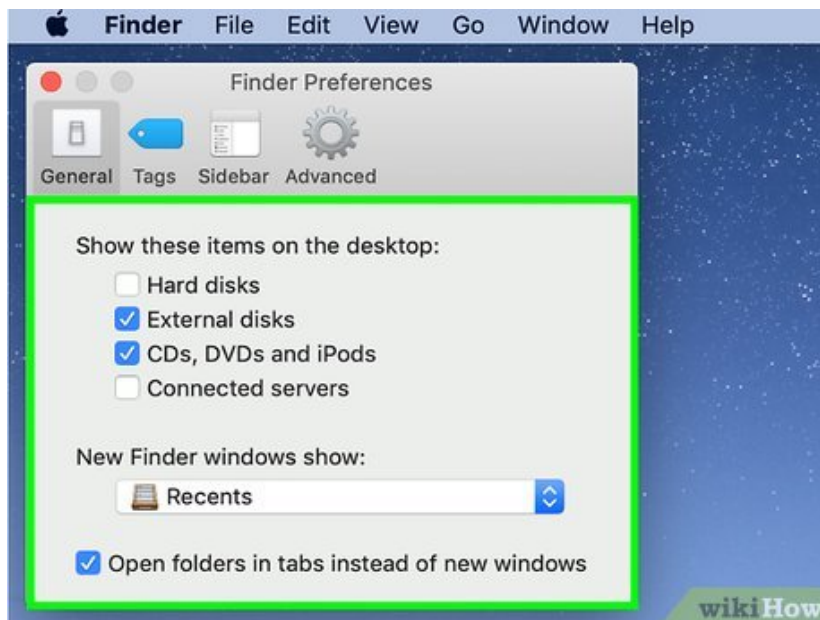 Finder File Edit View Go Window Help
Finder Preferences
General Tags Sidebar Advanced
Show these items on the desktop:
Hard disks
External disks
CDs, DVDs and iPods
Connected servers
New Finder windows show:
Recents
Open folders in tabs instead of new windows
wikiHow